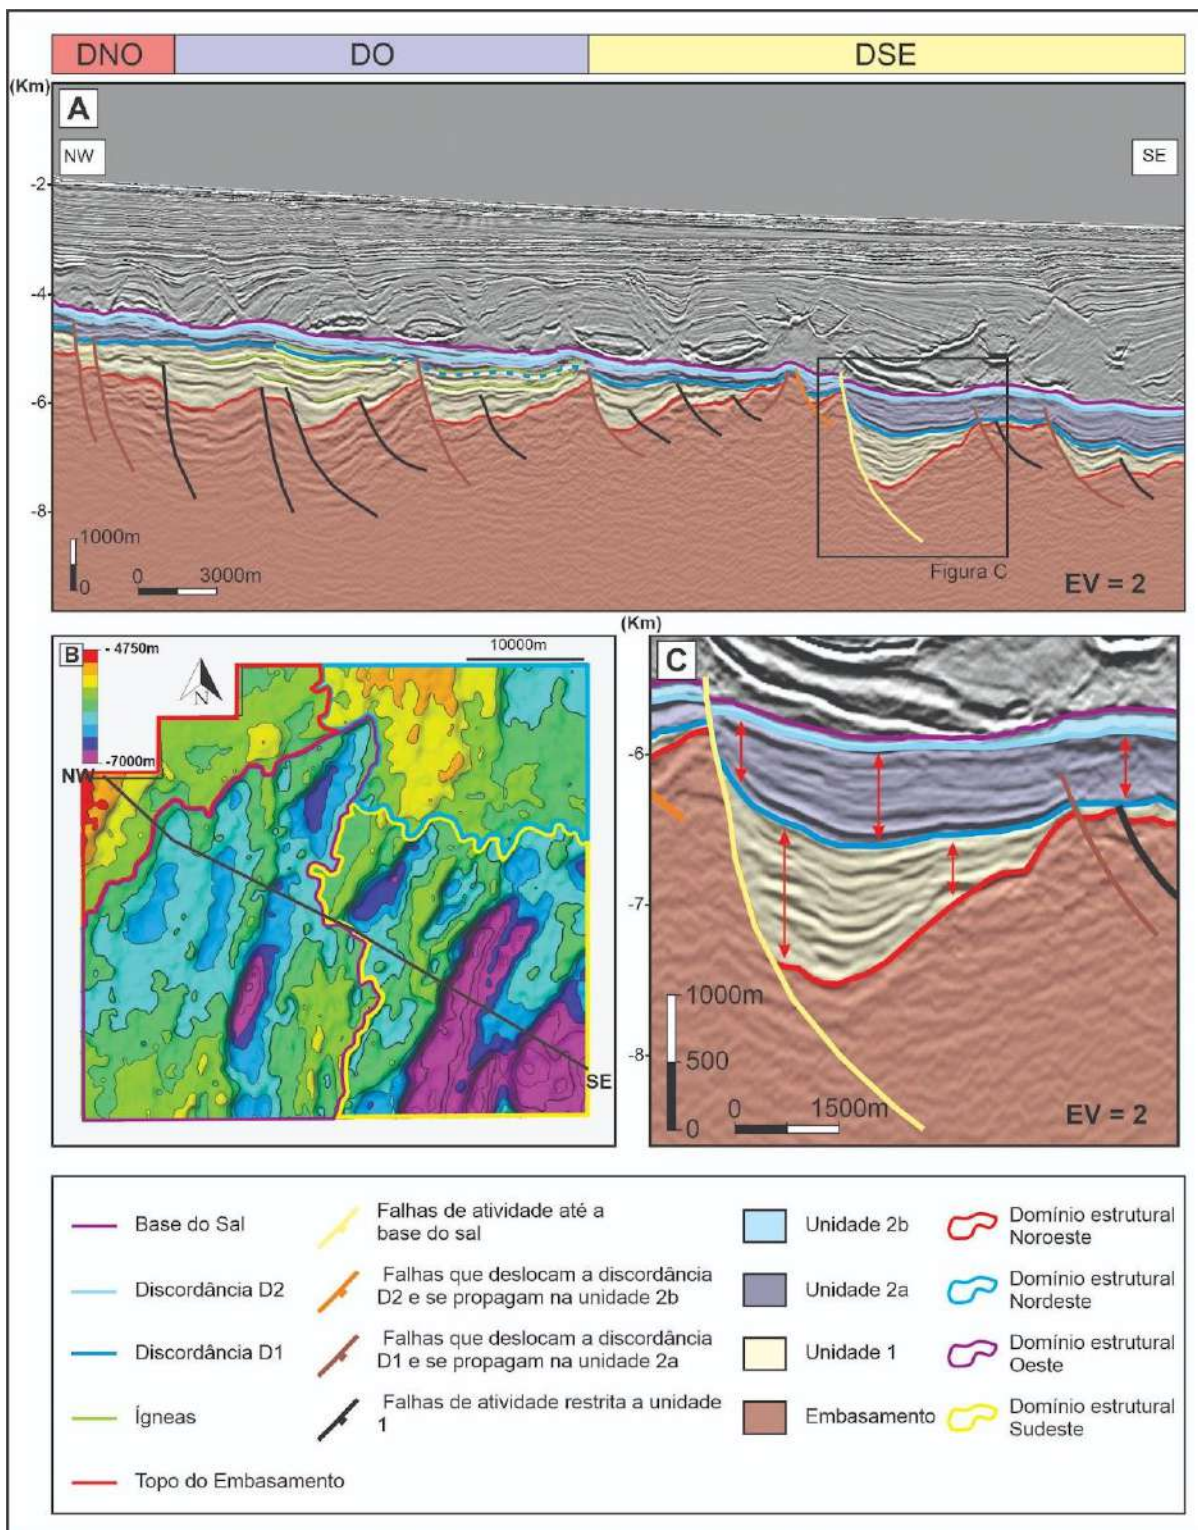 DNO DO DSE
(Km)
A
NW
SE
-2
-4
-6
-8
1000m
0
0 3000m
Figura C
EV = 2
B
- 4750m
-7000m
N
10000m
NW
SE
(Km)
C
-6
-7
-8
1000m
500
0
0 1500m
EV = 2
Base do Sal
Discordância D2
Discordância D1
Ígneas
Topo do Embasamento
Falhas de atividade até a
base do sal
Falhas que deslocam a discordância
D2 e se propagam na unidade 2b
Falhas que deslocam a discordância
D1 e se propagam na unidade 2a
Falhas de atividade restrita a unidade
1
Unidade 2b
Unidade 2a
Unidade 1
Embasamento
Domínio estrutural
Noroeste
Domínio estrutural
Nordeste
Domínio estrutural
Oeste
Domínio estrutural
Sudeste